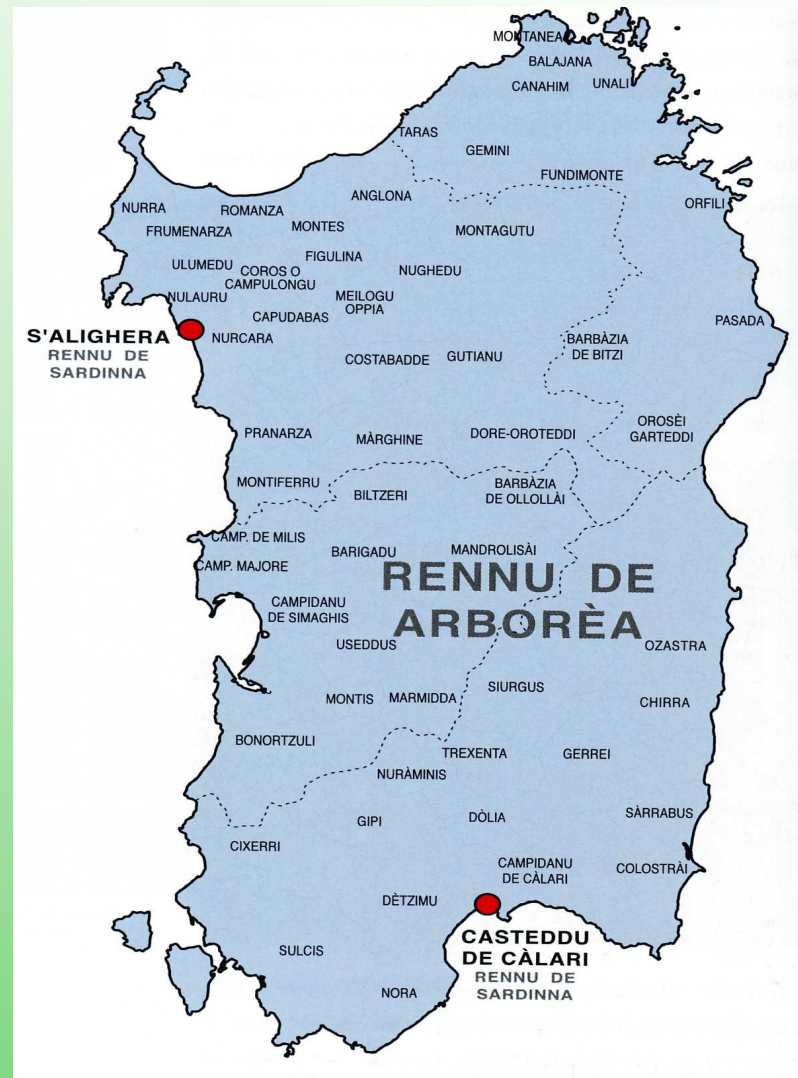 MONTANEA
BALAJANA
CANAHIM
UNALI
TARAS
GEMINI
FUNDIMONTE
ANGLONA
ORFILI
NURRA
ROMANZA
MONTES
FRUMENARZA
MONTAGUTU
FIGULINA
ULUMEDU
COROS O
CAMPULONGU
NUGHEDU
NULAURU
MEILOGU
OPPIA
CAPUDABAS
PASADA
S'ALIGHERA
RENNU DE
SARDINNA
NURCARA
BARBÀZIA
DE BITZI
COSTABADDE
GUTIANU
OROSÈI
GARTEDDI
PRANARZA
MÀRGHINE
DORE-OROTEDDI
MONTIFERRU
BILTZERI
BARBÀZIA
DE OLLOLLÀI
CAMP. DE MILIS
BARIGADU
MANDROLISÀI
CAMP. MAJORE
RENNU DE
ARBORÈA
CAMPIDANU
DE SIMAGHIS
USEDDUS
OZASTRA
SIURGUS
MONTIS
MARMIDDA
CHIRRA
BONORTZULI
TREXENTA
GERREI
NURÀMINIS
GIPI
DÒLIA
SÀRRABUS
CIXERRI
CAMPIDANU
DE CÀLARI
COLOSTRÀI
DÈTZIMU
CASTEDDU
DE CÀLARI
RENNU DE
SARDINNA
SULCIS
NORA